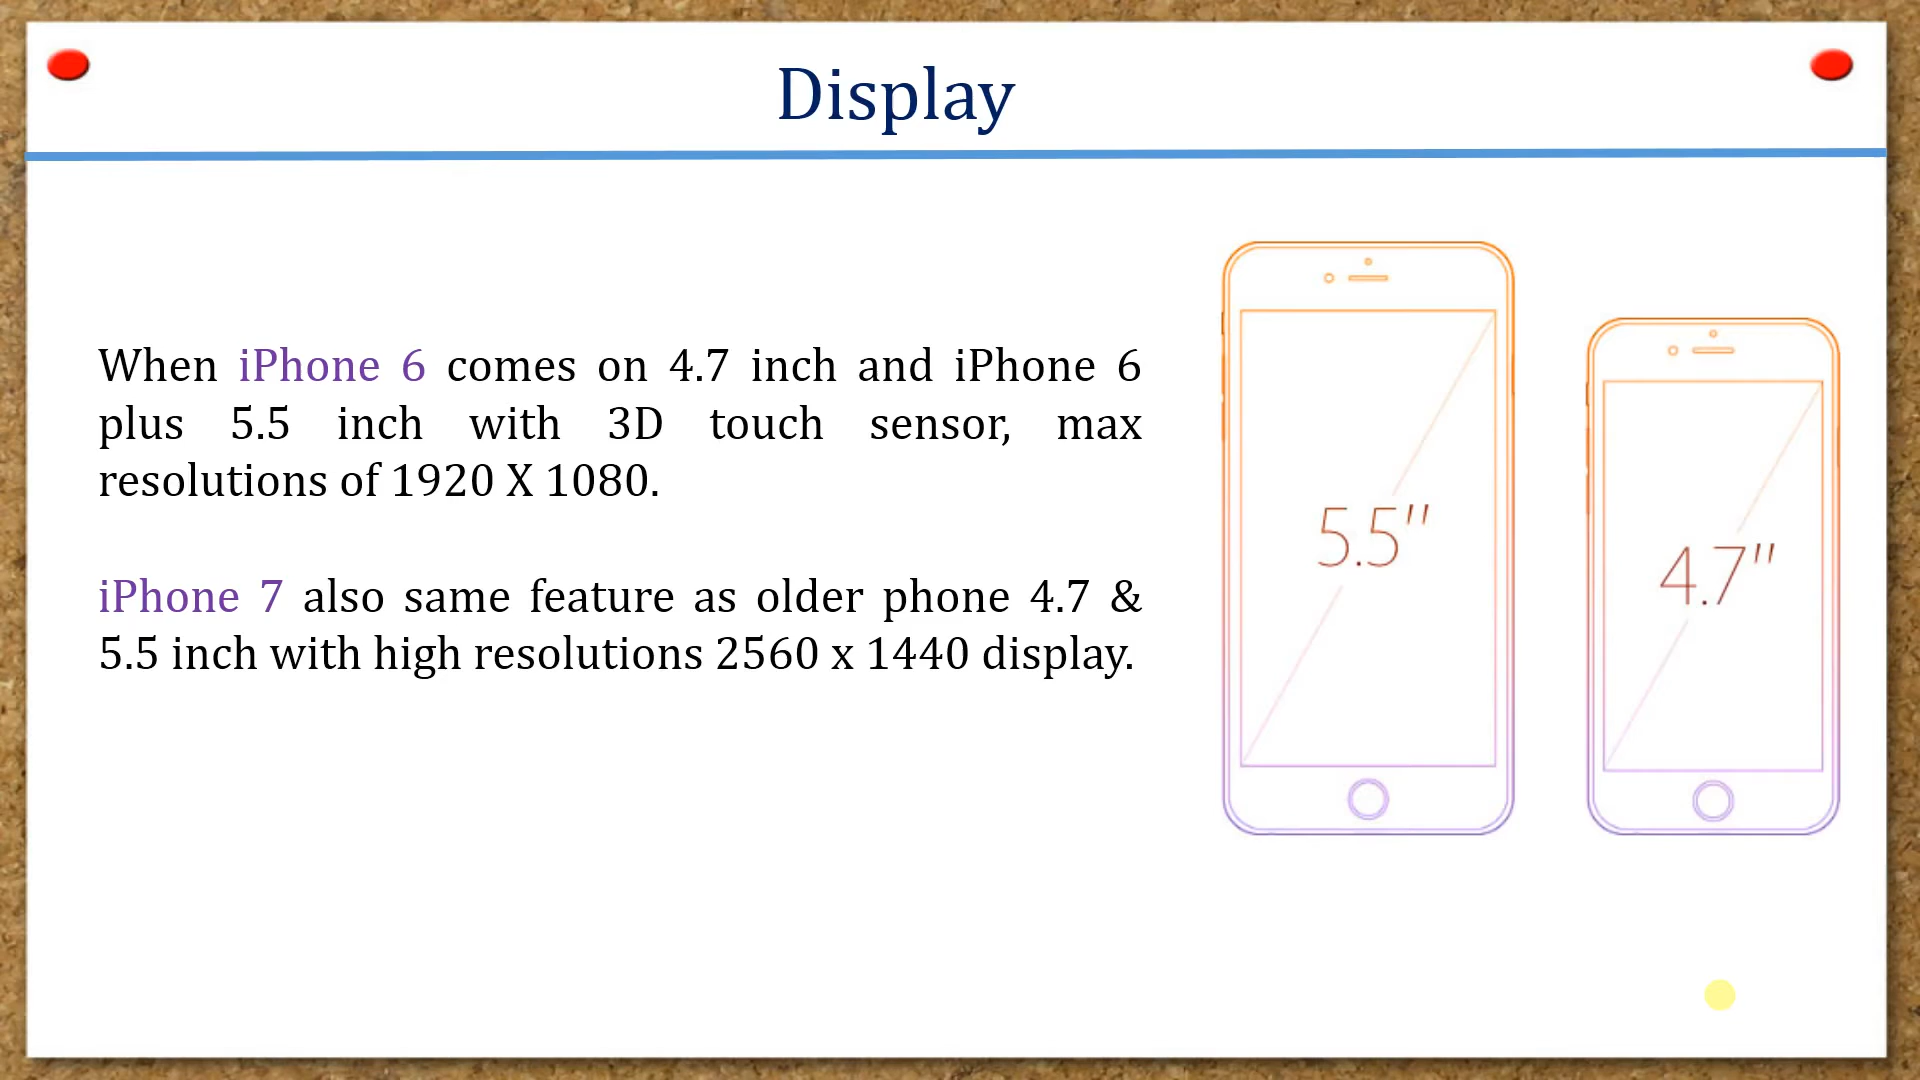 Display
When iPhone 6 comes on 4.7 inch and iPhone 6
plus 5.5 inch with 3D touch sensor, max
resolutions of 1920 X 1080.
iPhone 7 also same feature as older phone 4.7 &
5.5 inch with high resolutions 2560 x 1440 display.
5.5"
4.7"